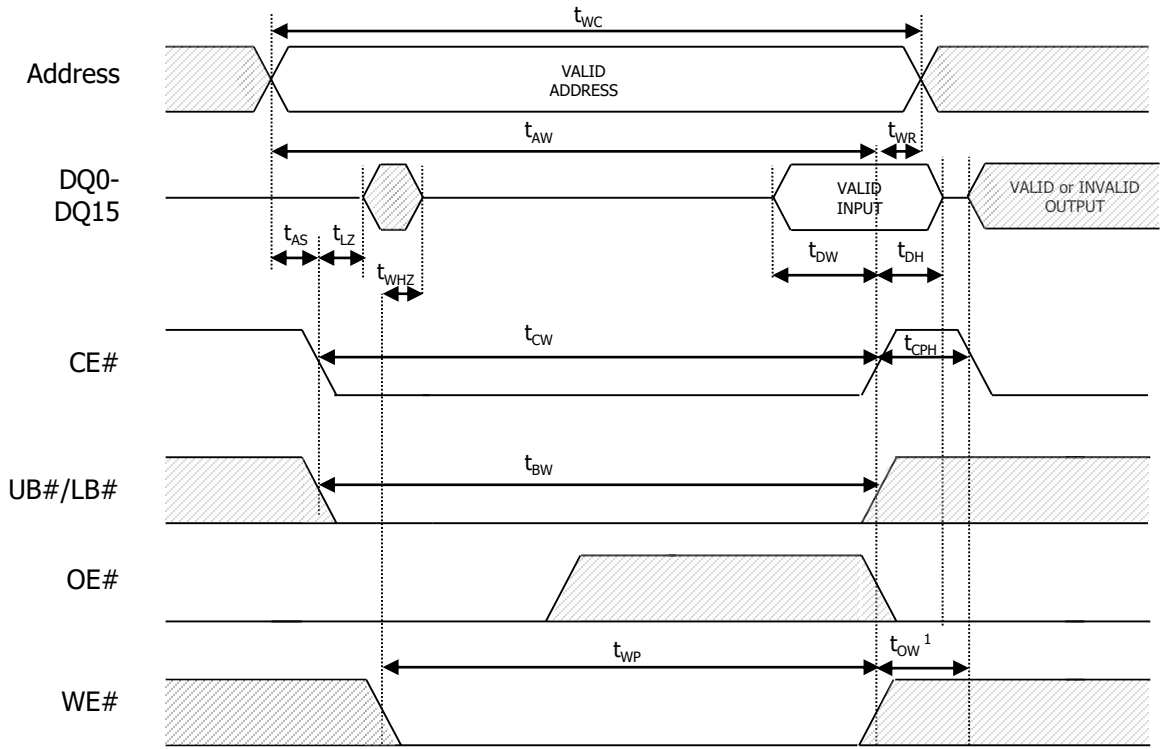 tWC
Address
VALID
ADDRESS
tAW
tWR
DQ0-
DQ15
VALID
INPUT
VALID or INVALID
OUTPUT
tAS
tLZ
tWHZ
tDW
tDH
CE#
tCW
tCPH
UB#/LB#
tBW
OE#
WE#
tWP
tOW 1